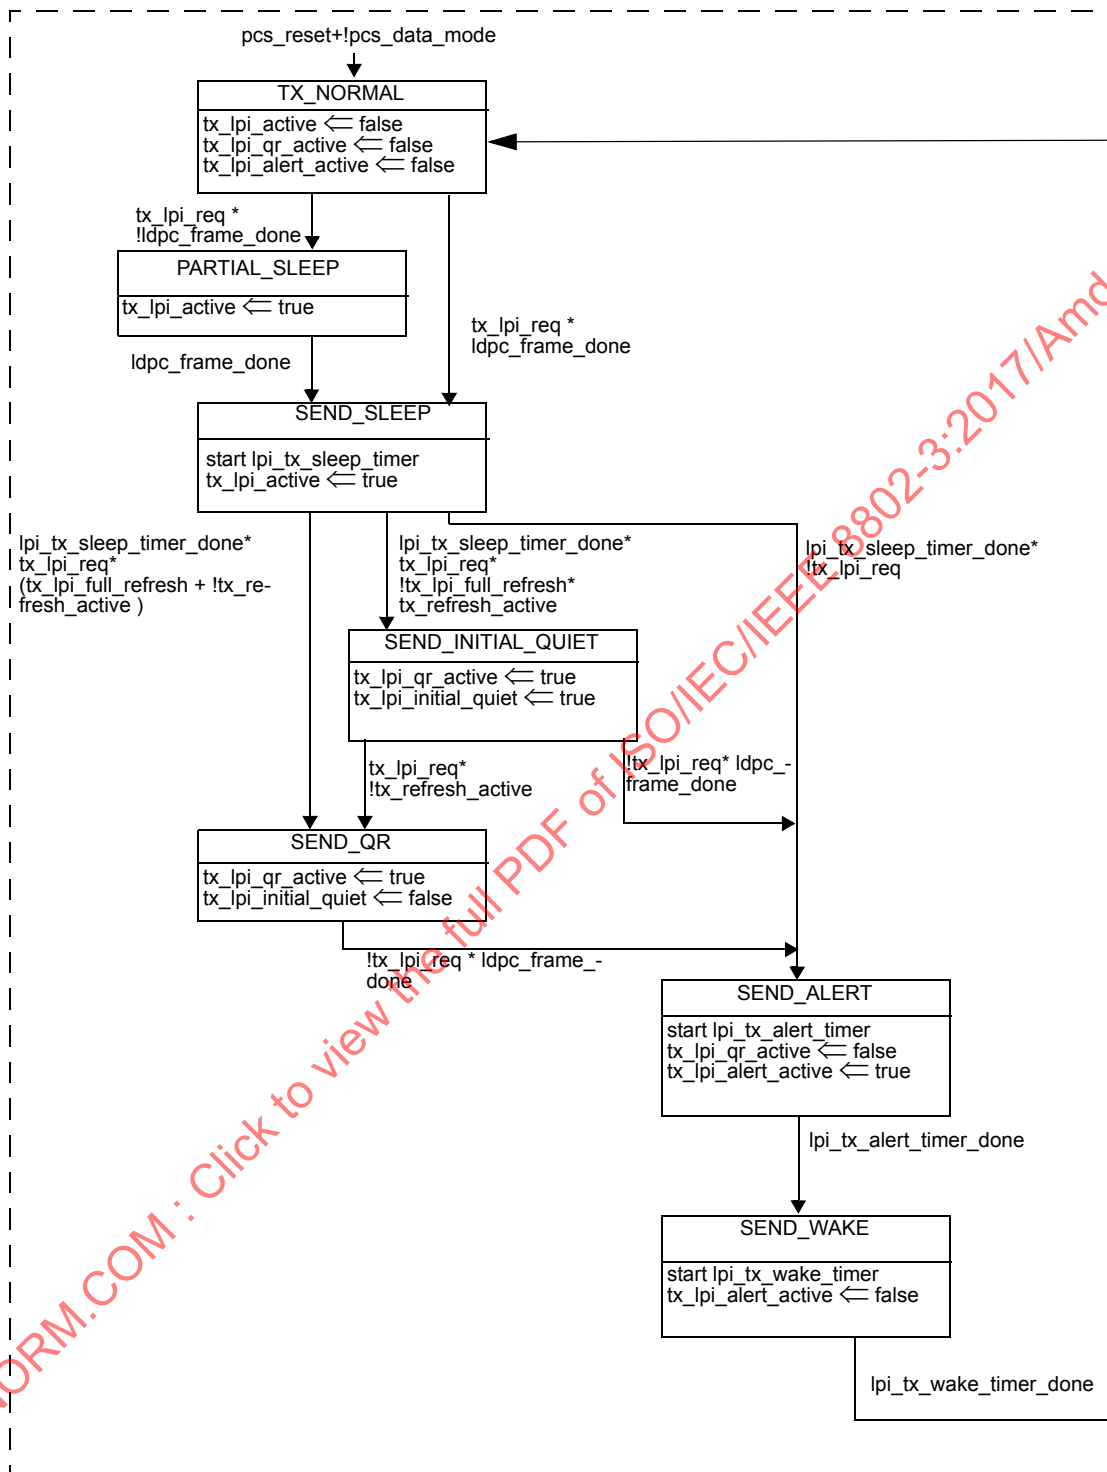 pcs_reset+!pcs_data_mode
TX_NORMAL
tx_lpi_active ⇐ false
tx_lpi_qr_active ⇐ false
tx_lpi_alert_active ⇐ false
tx_lpi_req *
!ldpc_frame_done
PARTIAL_SLEEP
tx_lpi_active ⇐ true
tx_lpi_req *
ldpc_frame_done
ldpc_frame_done
SEND_SLEEP
start lpi_tx_sleep_timer
tx_lpi_active ⇐ true
lpi_tx_sleep_timer_done*
tx_lpi_req*
(tx_lpi_full_refresh + !tx_re-
fresh_active )
lpi_tx_sleep_timer_done*
tx_lpi_req*
!tx_lpi_full_refresh*
tx_refresh_active
lpi_tx_sleep_timer_done*
!tx_lpi_req
SEND_INITIAL_QUIET
tx_lpi_qr_active ⇐ true
tx_lpi_initial_quiet ⇐ true
tx_lpi_req*
!tx_refresh_active
!tx_lpi_req* ldpc_-
frame_done
SEND_QR
tx_lpi_qr_active ⇐ true
tx_lpi_initial_quiet ⇐ false
!tx_lpi_req * ldpc_frame_-
done
SEND_ALERT
start lpi_tx_alert_timer
tx_lpi_qr_active ⇐ false
tx_lpi_alert_active ⇐ true
lpi_tx_alert_timer_done
SEND_WAKE
start lpi_tx_wake_timer
tx_lpi_alert_active ⇐ false
lpi_tx_wake_timer_done
NORM.COM : Click to view the full PDF of ISO/IEC/IEEE 8802-3:2017/Amd